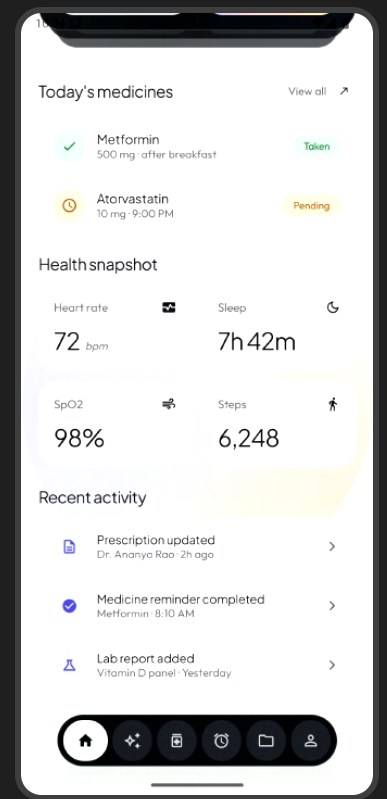 Today's medicines
View all
Metformin
500 mg · after breakfast
Taken
Atorvastatin
10 mg · 9:00 PM
Pending
Health snapshot
Heart rate
72 bpm
Sleep
7h 42m
SpO2
98%
Steps
6,248
Recent activity
Prescription updated
Dr. Ananya Rao · 2h ago
Medicine reminder completed
Metformin · 8:10 AM
Lab report added
Vitamin D panel · Yesterday